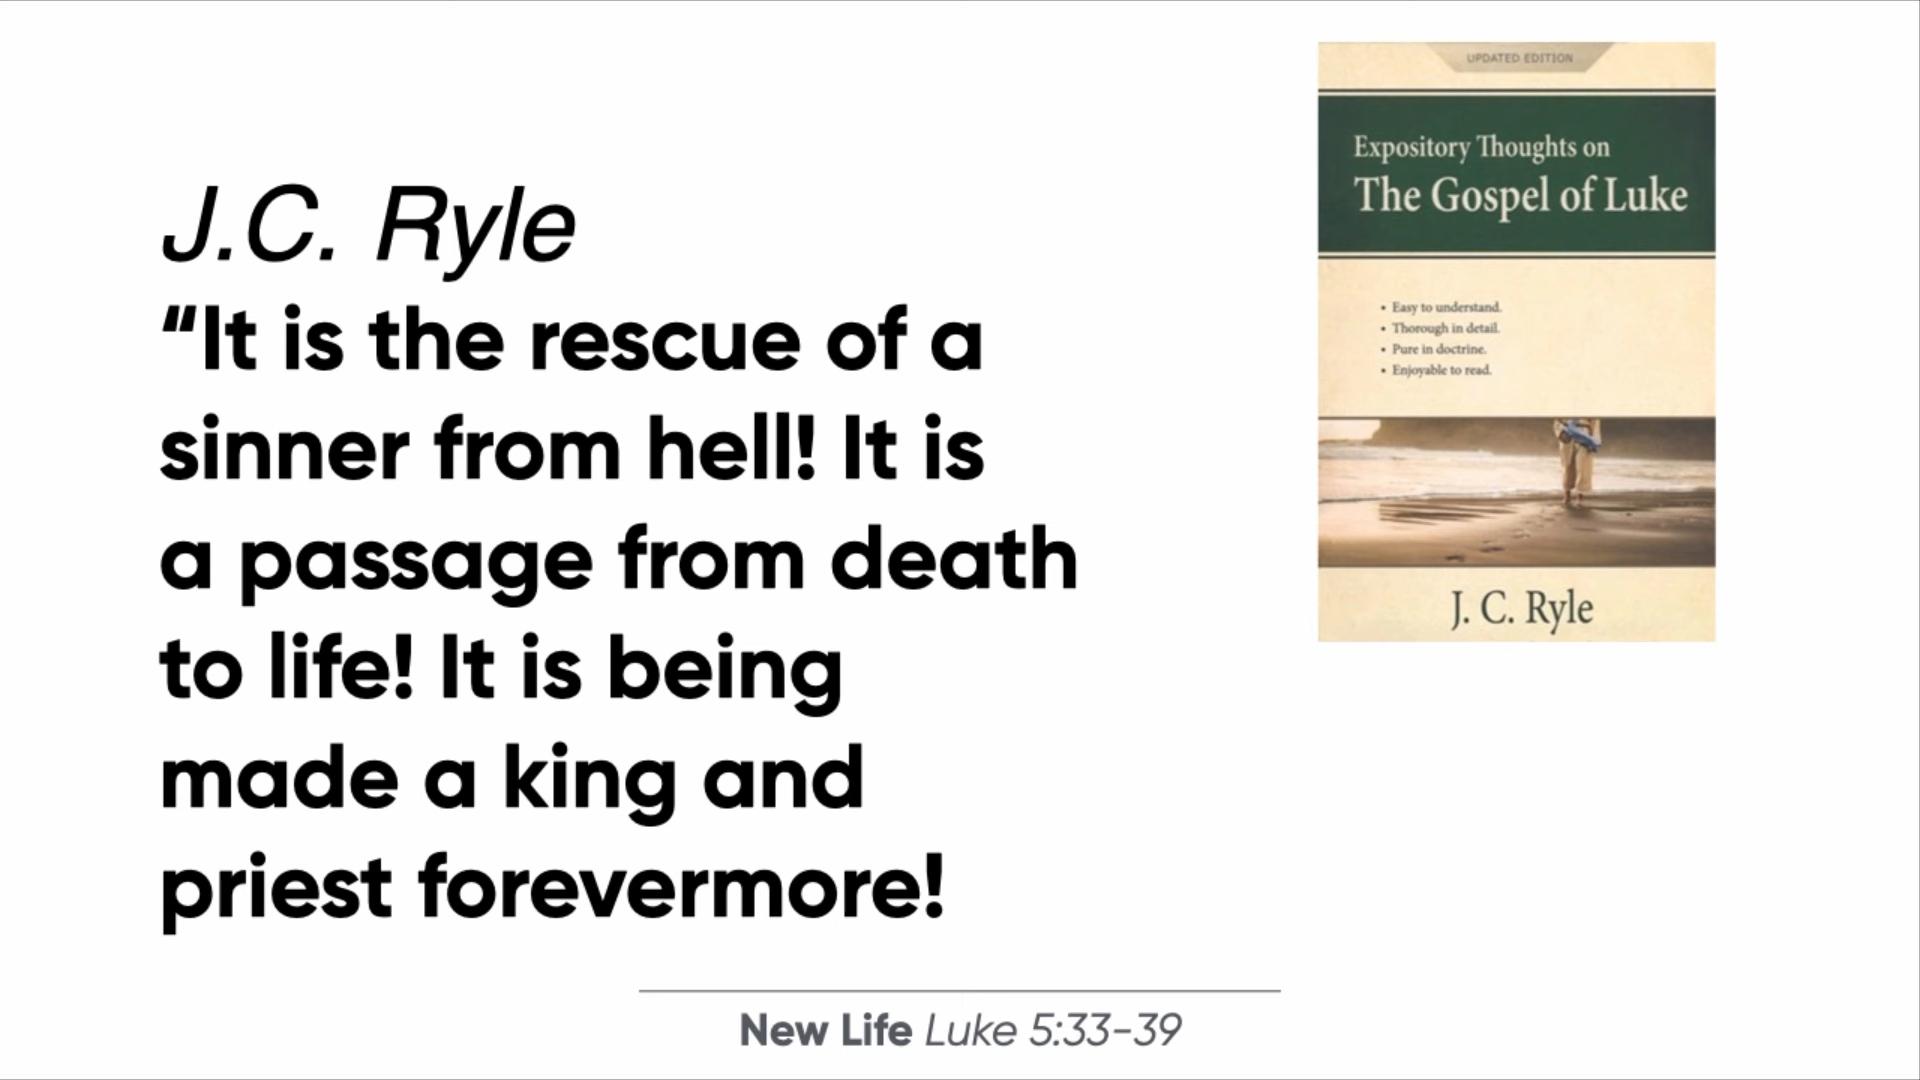 J.C. Ryle
“It is the rescue of a
sinner from hell! It is
a passage from death
to life! It is being
made a king and
priest forevermore!
UPDATED EDITION
Expository Thoughts on
The Gospel of Luke
• Easy to understand.
• Thorough in detail.
• Pure in doctrine.
• Enjoyable to read.
J. C. Ryle
New Life Luke 5:33-39